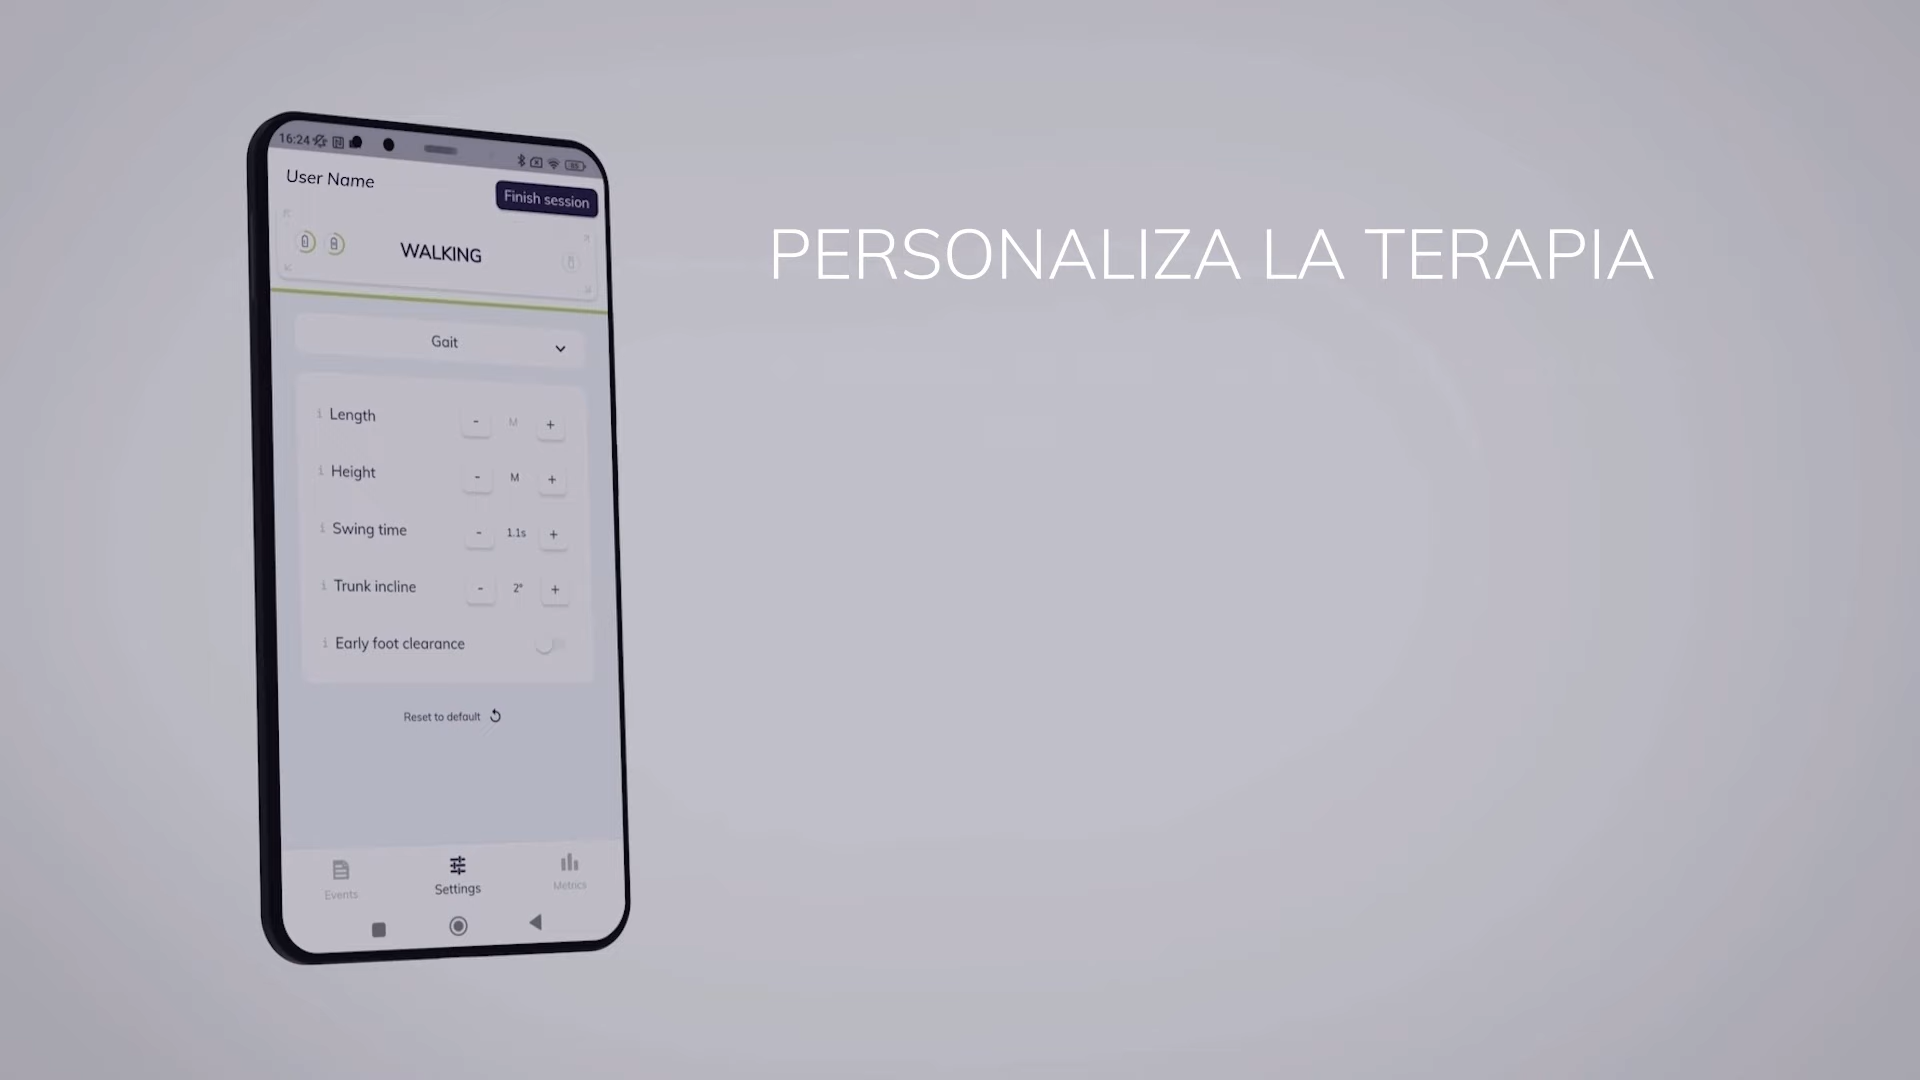 16:24
User Name
Finish session
WALKING
PERSONALIZA LA TERAPIA
Gait
i Length - M +
i Height - M +
i Swing time - 1.1s +
i Trunk incline - 2° +
i Early foot clearance
Reset to default
Events
Settings
Metrics